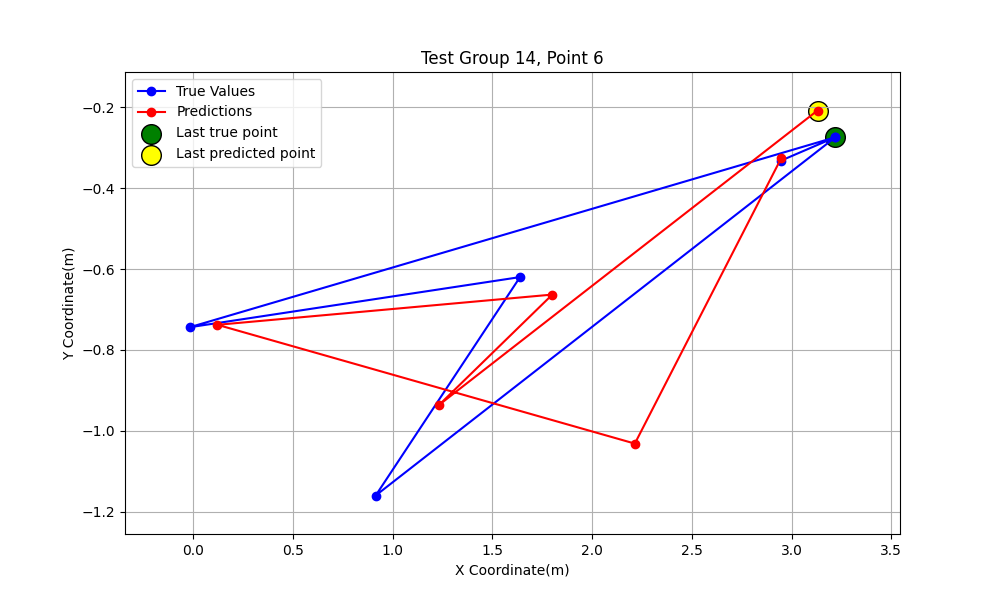 Test Group 14, Point 6
True Values
Predictions
Last true point
Last predicted point
−0.2
−0.4
−0.6
−0.8
−1.0
−1.2
Y Coordinate(m)
0.0 0.5 1.0 1.5 2.0 2.5 3.0 3.5
X Coordinate(m)